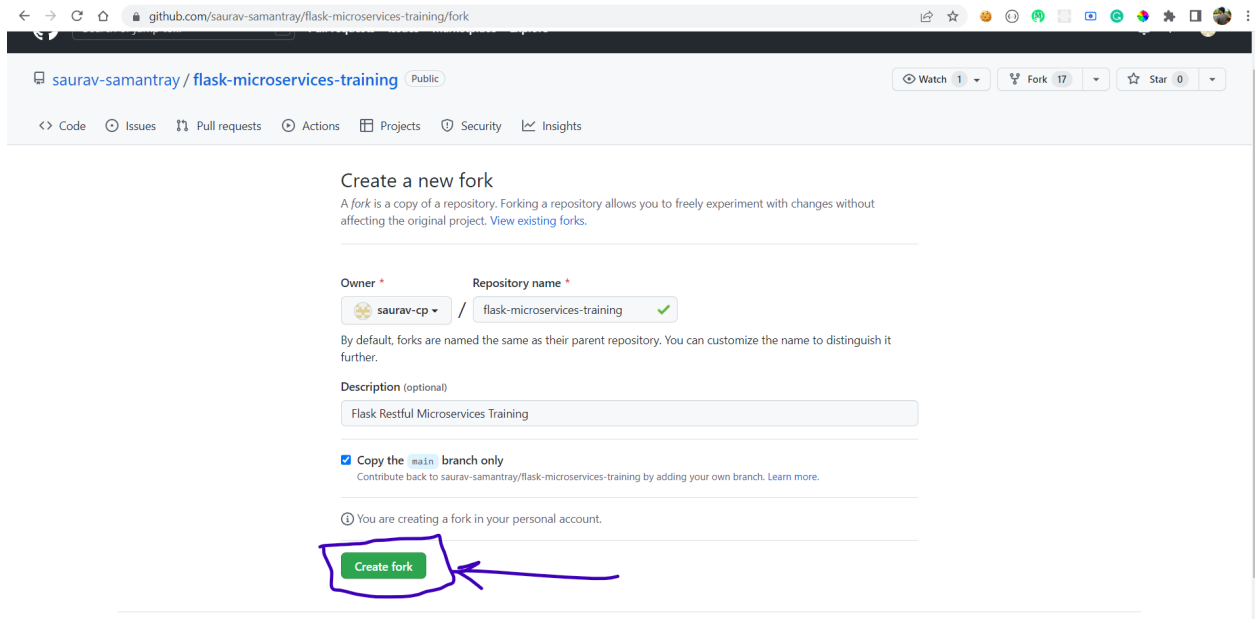 github.com/saurav-samantray/flask-microservices-training/fork
saurav-samantray / flask-microservices-training Public
Watch 1 Fork 17 Star 0
Code Issues Pull requests Actions Projects Security Insights
Create a new fork
A fork is a copy of a repository. Forking a repository allows you to freely experiment with changes without
affecting the original project. View existing forks.
Owner * Repository name *
saurav-cp / flask-microservices-training
By default, forks are named the same as their parent repository. You can customize the name to distinguish it
further.
Description (optional)
Flask Restful Microservices Training
Copy the main branch only
Contribute back to saurav-samantray/flask-microservices-training by adding your own branch. Learn more.
You are creating a fork in your personal account.
Create fork